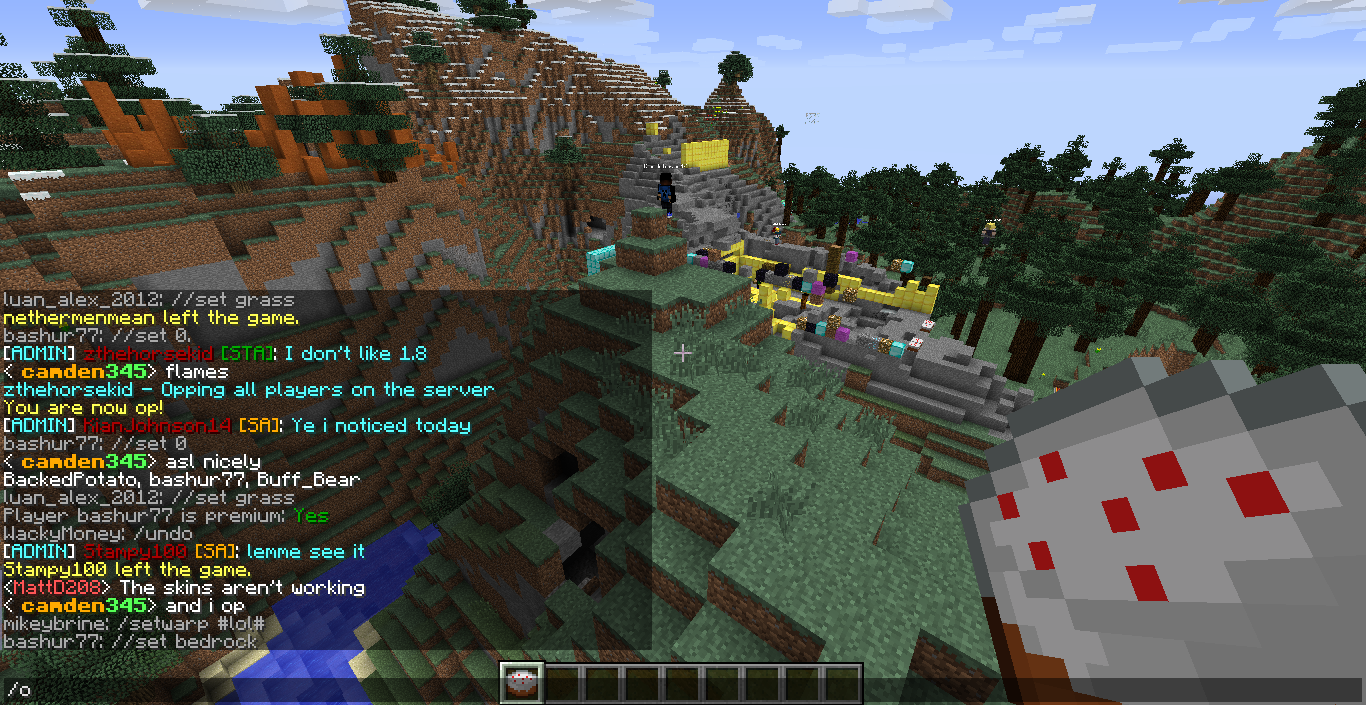 luan_alex_2012: //set grass
nethermenmean left the game.
bashur77: //set 0.
[ADMIN] zthehorsekid [STA]: I don't like 1.8
< camden345> flames
zthehorsekid - Opping all players on the server
You are now op!
[ADMIN] KianJohnson14 [SA]: Ye i noticed today
bashur77: //set 0
< camden345> asl nicely
BackedPotato, bashur77, Buff_Bear
luan_alex_2012: //set grass
Player bashur77 is premium: Yes
WackyMoney: /undo
[ADMIN] Stampy100 [SA]: lemme see it
Stampy100 left the game.
<MattD208> The skins aren't working
< camden345> and i op
mikeybrine: /setwarp #lol#
bashur77: //set bedrock
/o